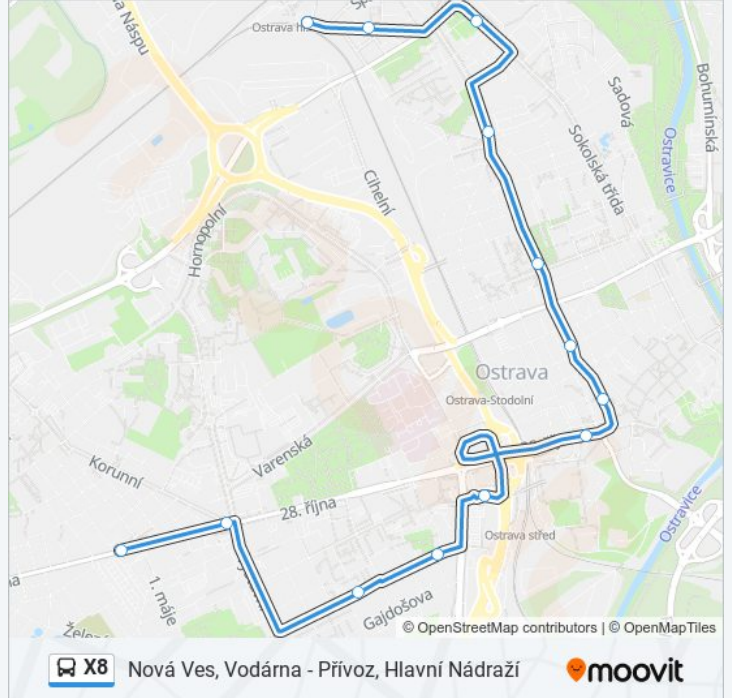 a Náspu
Ostrava hl
Bohumínská
Sadová
Ostravice
Sokolská třída
Cihelní
Hornopolní
Ostrava
Ostrava-Stodolní
Varenská
Korunní
28. října
Ostravice
Ostrava střed
1. máje
Gajdošova
© OpenStreetMap contributors | © OpenMapTiles
X8 Nová Ves, Vodárna - Přívoz, Hlavní Nádraží moovit